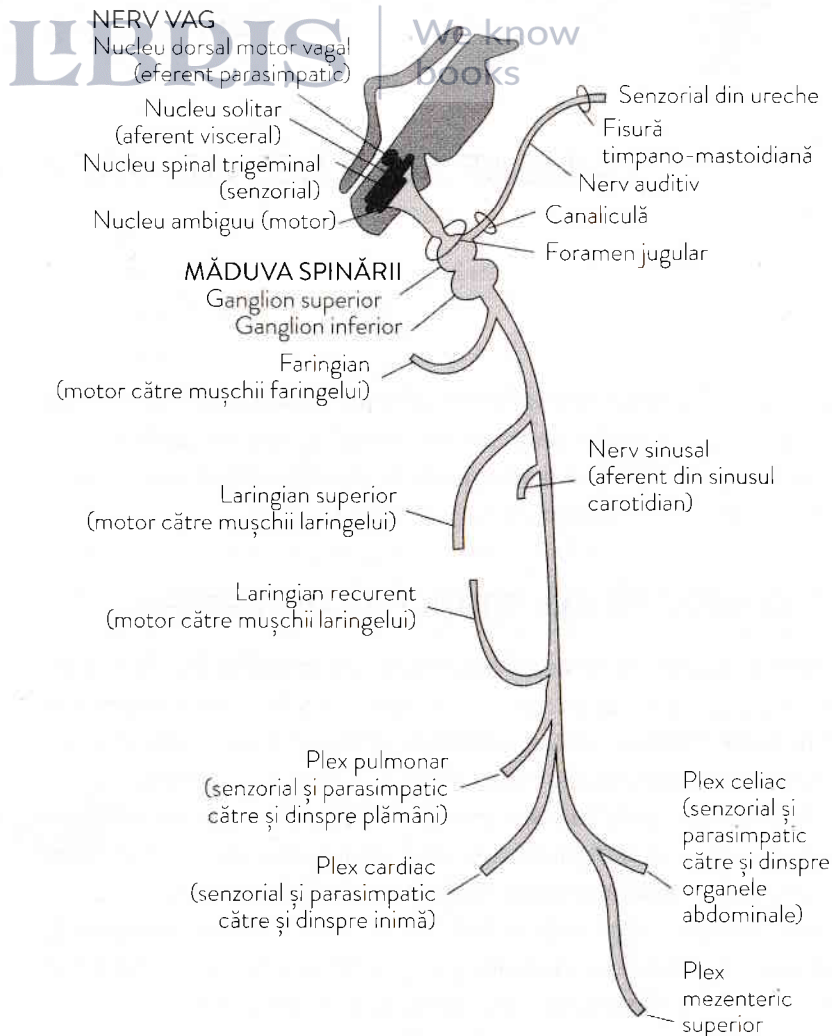 NERV VAG
Nucleu dorsal motor vagal
(eferent parasimpatic)
LIBRIS
We know
books
Nucleu solitar
(aferent visceral)
Nucleu spinal trigeminal
(senzorial)
Nucleu ambiguu (motor)
Senzorial din ureche
Fisură
timpano-mastoidiană
Nerv auditiv
Canaliculă
Foramen jugular
MĂDUVA SPINĂRII
Ganglion superior
Ganglion inferior
Faringian
(motor către mușchii faringelui)
Nerv sinusal
(aferent din sinusul
carotidian)
Laringian superior
(motor către mușchii laringelui)
Laringian recurent
(motor către mușchii laringelui)
Plex pulmonar
(senzorial și parasimpatic
către și dinspre plămâni)
Plex cardiac
(senzorial și parasimpatic
către și dinspre inimă)
Plex celiac
(senzorial și
parasimpatic
către și dinspre
organele
abdominale)
Plex
mezenteric
superior